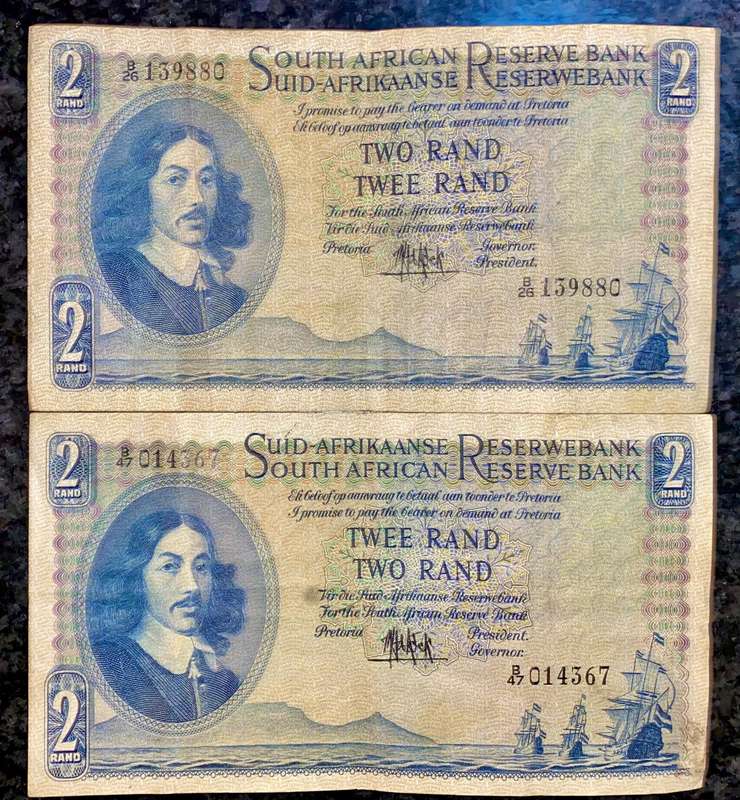 2 RAND
B/26 139880
SOUTH AFRICAN RESERVE BANK
SUID-AFRIKAANSE RESERWEBANK
2 RAND
I promise to pay the bearer on demand at Pretoria
Ek beloof op aanvraag te betaal aan toonder te Pretoria
TWO RAND
TWEE RAND
For the South African Reserve Bank
Vir die Suid-Afrikaanse Reserwebank
Pretoria Governor.
President.
B/26 139880
2 RAND
2 RAND
B/47 014367
SUID-AFRIKAANSE RESERWEBANK
SOUTH AFRICAN RESERVE BANK
2 RAND
Ek beloof op aanvraag te betaal aan toonder te Pretoria
I promise to pay the bearer on demand at Pretoria
TWEE RAND
TWO RAND
Vir die Suid-Afrikaanse Reserwebank
For the South African Reserve Bank
Pretoria President.
Governor.
B/47 014367
2 RAND